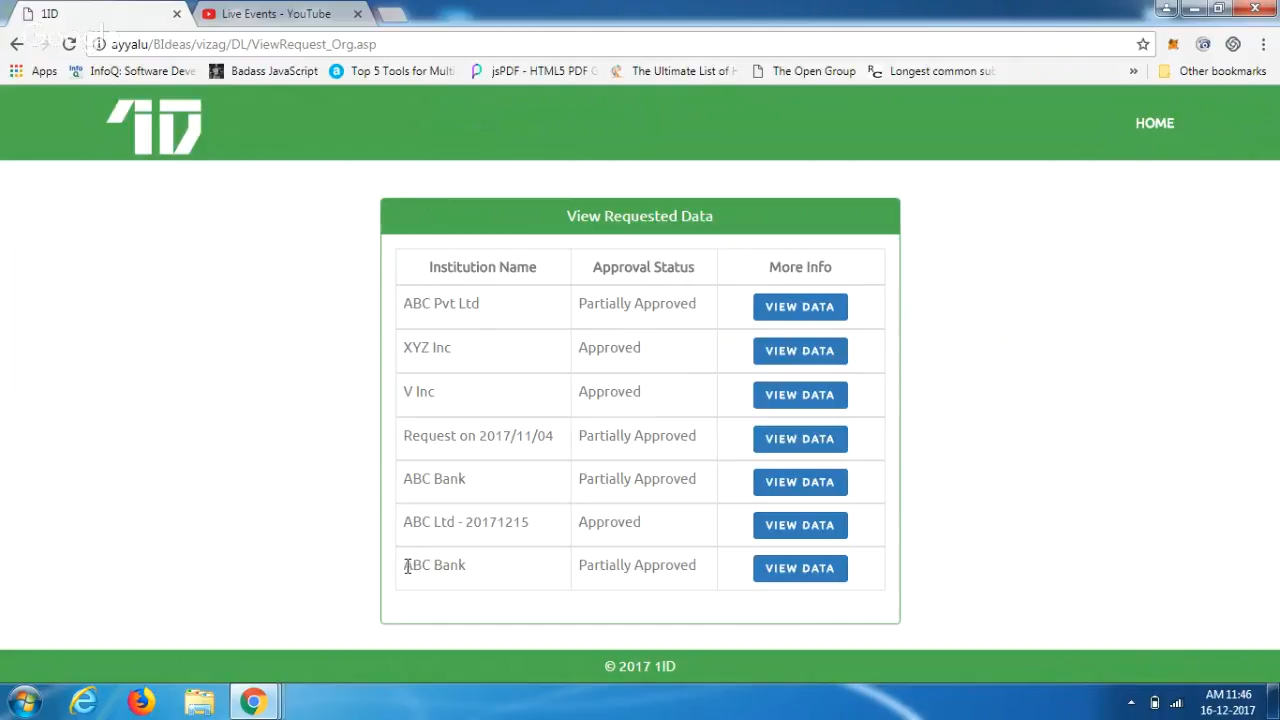 1ID
Live Events - YouTube
ayyalu/BIdeas/vizag/DL/ViewRequest_Org.asp
Apps
InfoQ: Software Deve
Badass JavaScript
Top 5 Tools for Multi
jsPDF - HTML5 PDF G
The Ultimate List of H
The Open Group
Longest common sub
»
Other bookmarks
1ID
HOME
View Requested Data
Institution Name Approval Status More Info
ABC Pvt Ltd Partially Approved VIEW DATA
XYZ Inc Approved VIEW DATA
V Inc Approved VIEW DATA
Request on 2017/11/04 Partially Approved VIEW DATA
ABC Bank Partially Approved VIEW DATA
ABC Ltd - 20171215 Approved VIEW DATA
ABC Bank Partially Approved VIEW DATA
© 2017 1ID
AM 11:46
16-12-2017